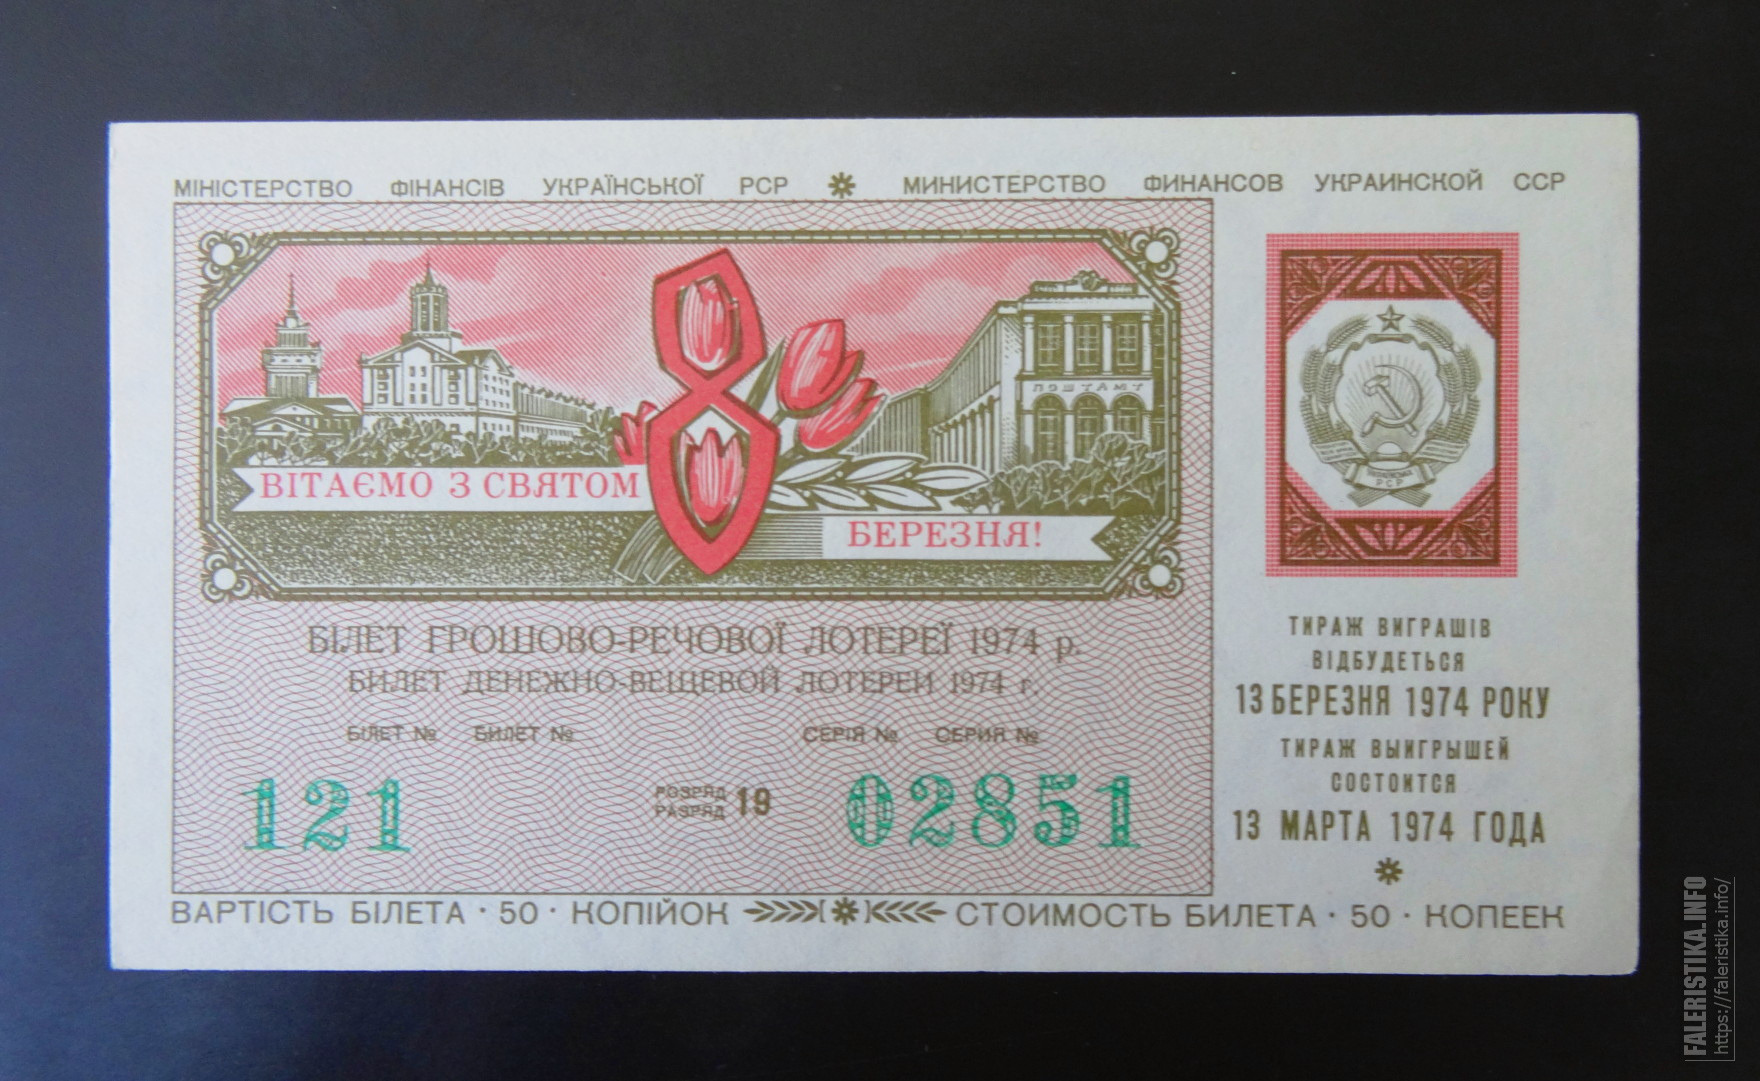 МІНІСТЕРСТВО ФІНАНСІВ УКРАЇНСЬКОЇ РСР МИНИСТЕРСТВО ФИНАНСОВ УКРАИНСКОЙ ССР
ПОШТАМТ
ВІТАЄМО З СВЯТОМ
8
БЕРЕЗНЯ!
РСР
БІЛЕТ ГРОШОВО-РЕЧОВОЇ ЛОТЕРЕЇ 1974 р.
БИЛЕТ ДЕНЕЖНО-ВЕЩЕВОЙ ЛОТЕРЕИ 1974 г.
БІЛЕТ № БИЛЕТ № СЕРІЯ № СЕРИЯ №
121
РОЗРЯД
РАЗРЯД 19
02851
ТИРАЖ ВИГРАШІВ
ВІДБУДЕТЬСЯ
13 БЕРЕЗНЯ 1974 РОКУ
ТИРАЖ ВЫИГРЫШЕЙ
СОСТОИТСЯ
13 МАРТА 1974 ГОДА
ВАРТІСТЬ БІЛЕТА · 50 · КОПІЙОК СТОИМОСТЬ БИЛЕТА · 50 · КОПЕЕК
FALERISTIKA.INFO
https://faleristika.info/